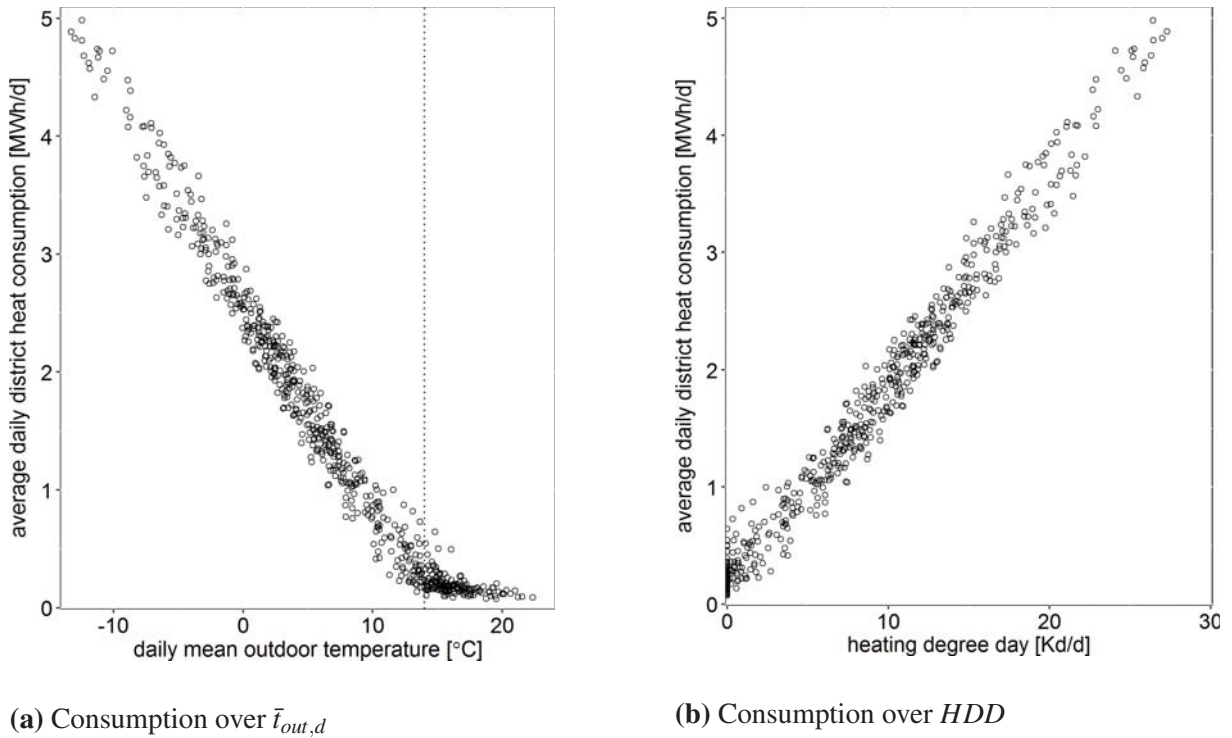 5
4
3
2
1
0
average daily district heat consumption [MWh/d]
-10 0 10 20
daily mean outdoor temperature [°C]
(a) Consumption over t̄out,d
5
4
3
2
1
0
average daily district heat consumption [MWh/d]
0 10 20 30
heating degree day [Kd/d]
(b) Consumption over HDD